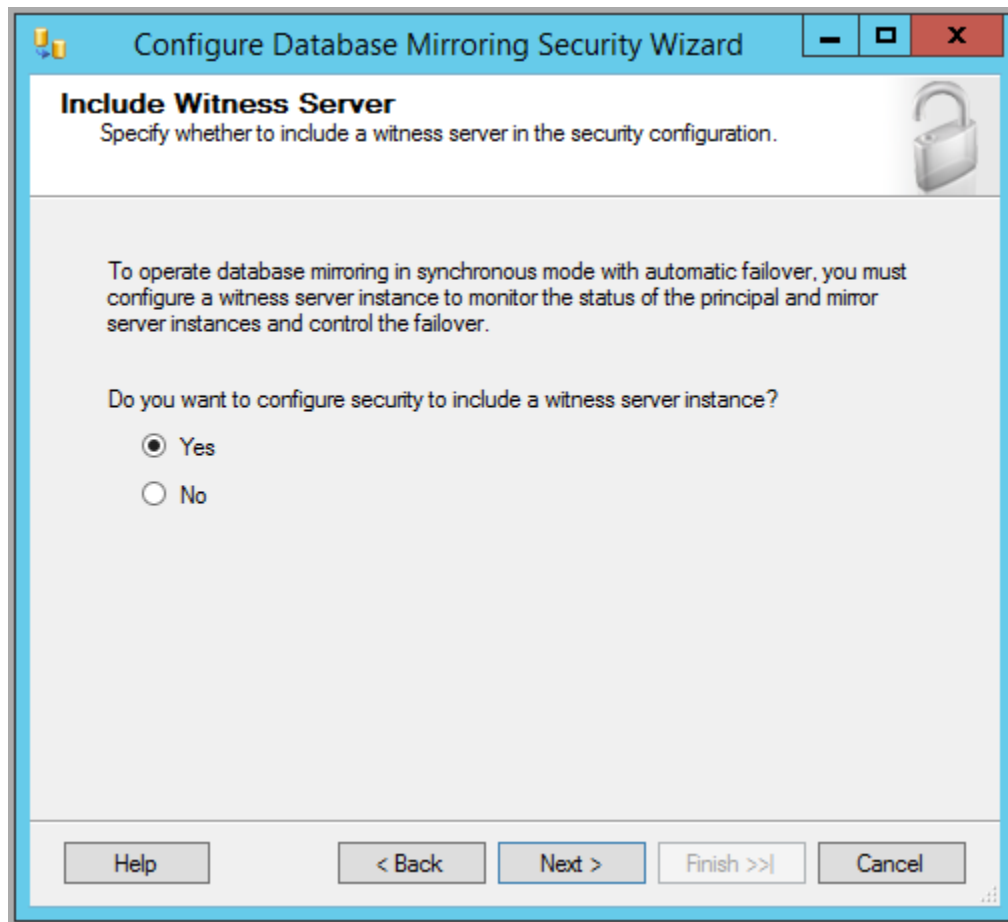 Configure Database Mirroring Security Wizard
Include Witness Server
Specify whether to include a witness server in the security configuration.
To operate database mirroring in synchronous mode with automatic failover, you must
configure a witness server instance to monitor the status of the principal and mirror
server instances and control the failover.
Do you want to configure security to include a witness server instance?
Yes
No
Help
< Back
Next >
Finish >>|
Cancel